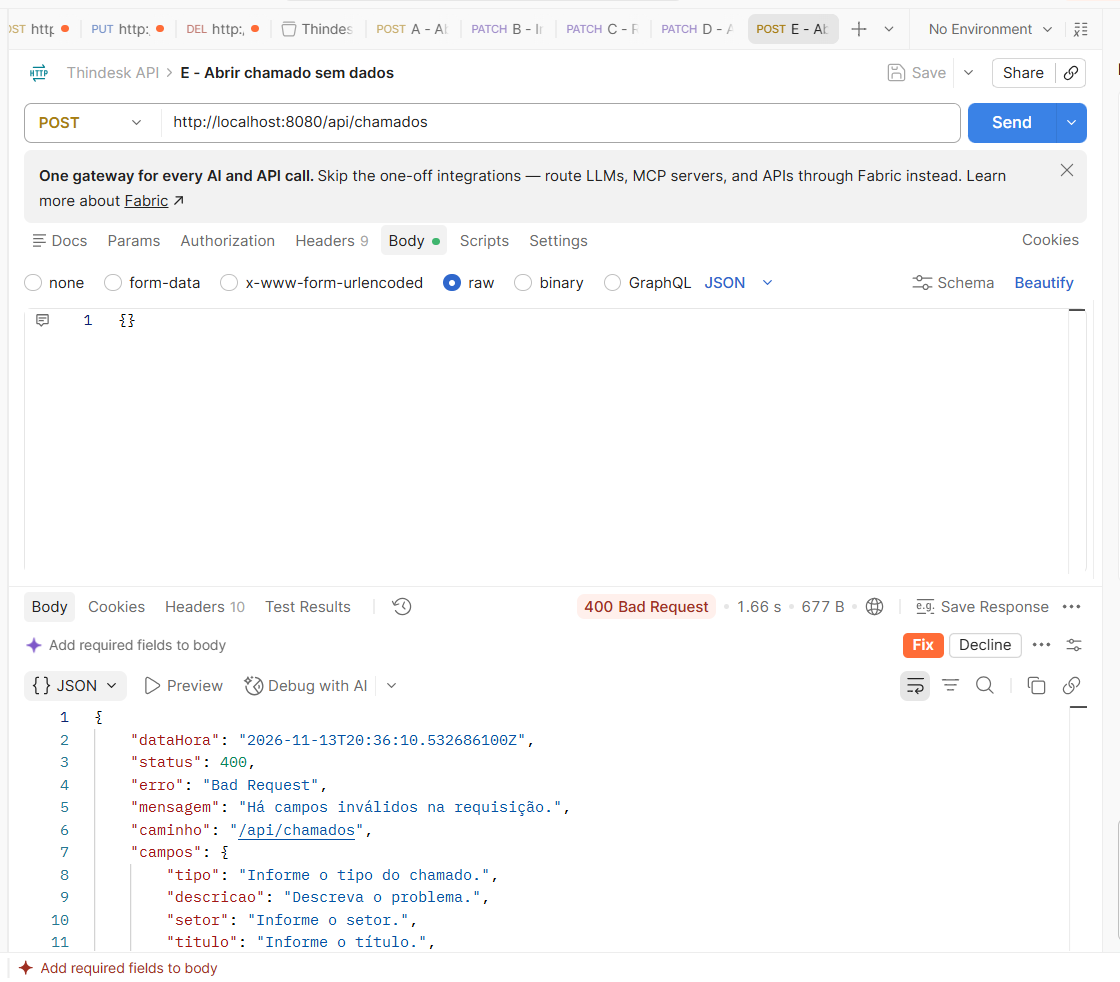 OST http PUT http: DEL http: Thindes POST A - Al PATCH B - In PATCH C - R PATCH D - A POST E - Ab No Environment
HTTP Thindesk API > E - Abrir chamado sem dados Save Share
POST http://localhost:8080/api/chamados Send
One gateway for every AI and API call. Skip the one-off integrations — route LLMs, MCP servers, and APIs through Fabric instead. Learn
more about Fabric ↗
Docs Params Authorization Headers 9 Body Scripts Settings Cookies
none form-data x-www-form-urlencoded raw binary GraphQL JSON Schema Beautify
1 {}
Body Cookies Headers 10 Test Results 400 Bad Request • 1.66 s • 677 B e.g. Save Response
Add required fields to body Fix Decline
{} JSON Preview Debug with AI
1 {
2 "dataHora": "2026-11-13T20:36:10.532686100Z",
3 "status": 400,
4 "erro": "Bad Request",
5 "mensagem": "Há campos inválidos na requisição.",
6 "caminho": "/api/chamados",
7 "campos": {
8 "tipo": "Informe o tipo do chamado.",
9 "descricao": "Descreva o problema.",
10 "setor": "Informe o setor.",
11 "titulo": "Informe o título.",
Add required fields to body